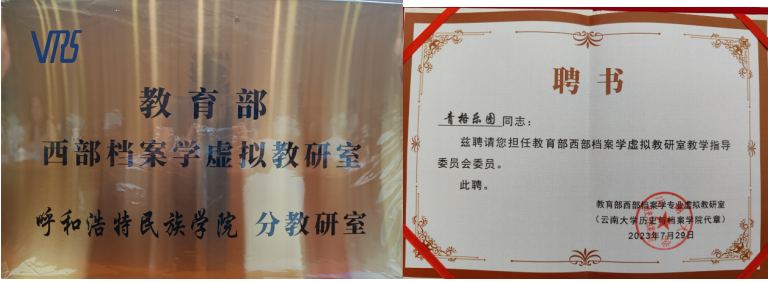 VRS
教育部
西部档案学虚拟教研室
呼和浩特民族学院 分教研室
聘书
青格乐图 同志：
兹聘请您担任教育部西部档案学虚拟教研室教学指导
委员会委员。
此聘。
教育部西部档案学专业虚拟教研室
（云南大学历史与档案学院代章）
2023年7月29日